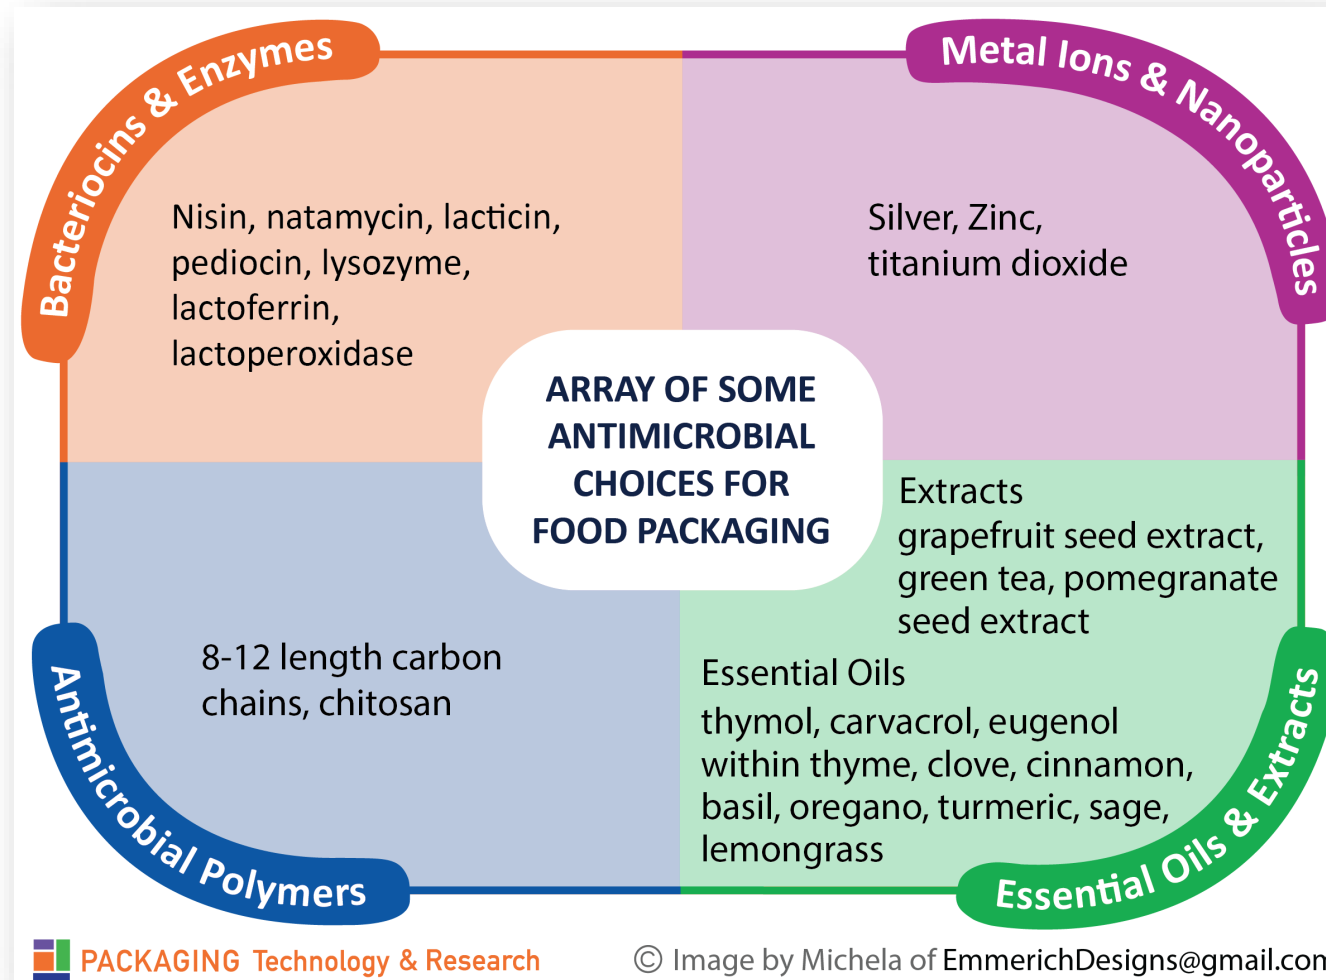 Bacteriocins & Enzymes
Metal Ions & Nanoparticles
Nisin, natamycin, lacticin,
pediocin, lysozyme,
lactoferrin,
lactoperoxidase
Silver, Zinc,
titanium dioxide
ARRAY OF SOME
ANTIMICROBIAL
CHOICES FOR
FOOD PACKAGING
8-12 length carbon
chains, chitosan
Extracts
grapefruit seed extract,
green tea, pomegranate
seed extract
Essential Oils
thymol, carvacrol, eugenol
within thyme, clove, cinnamon,
basil, oregano, turmeric, sage,
lemongrass
Antimicrobial Polymers
Essential Oils & Extracts
PACKAGING Technology & Research
© Image by Michela of EmmerichDesigns@gmail.com